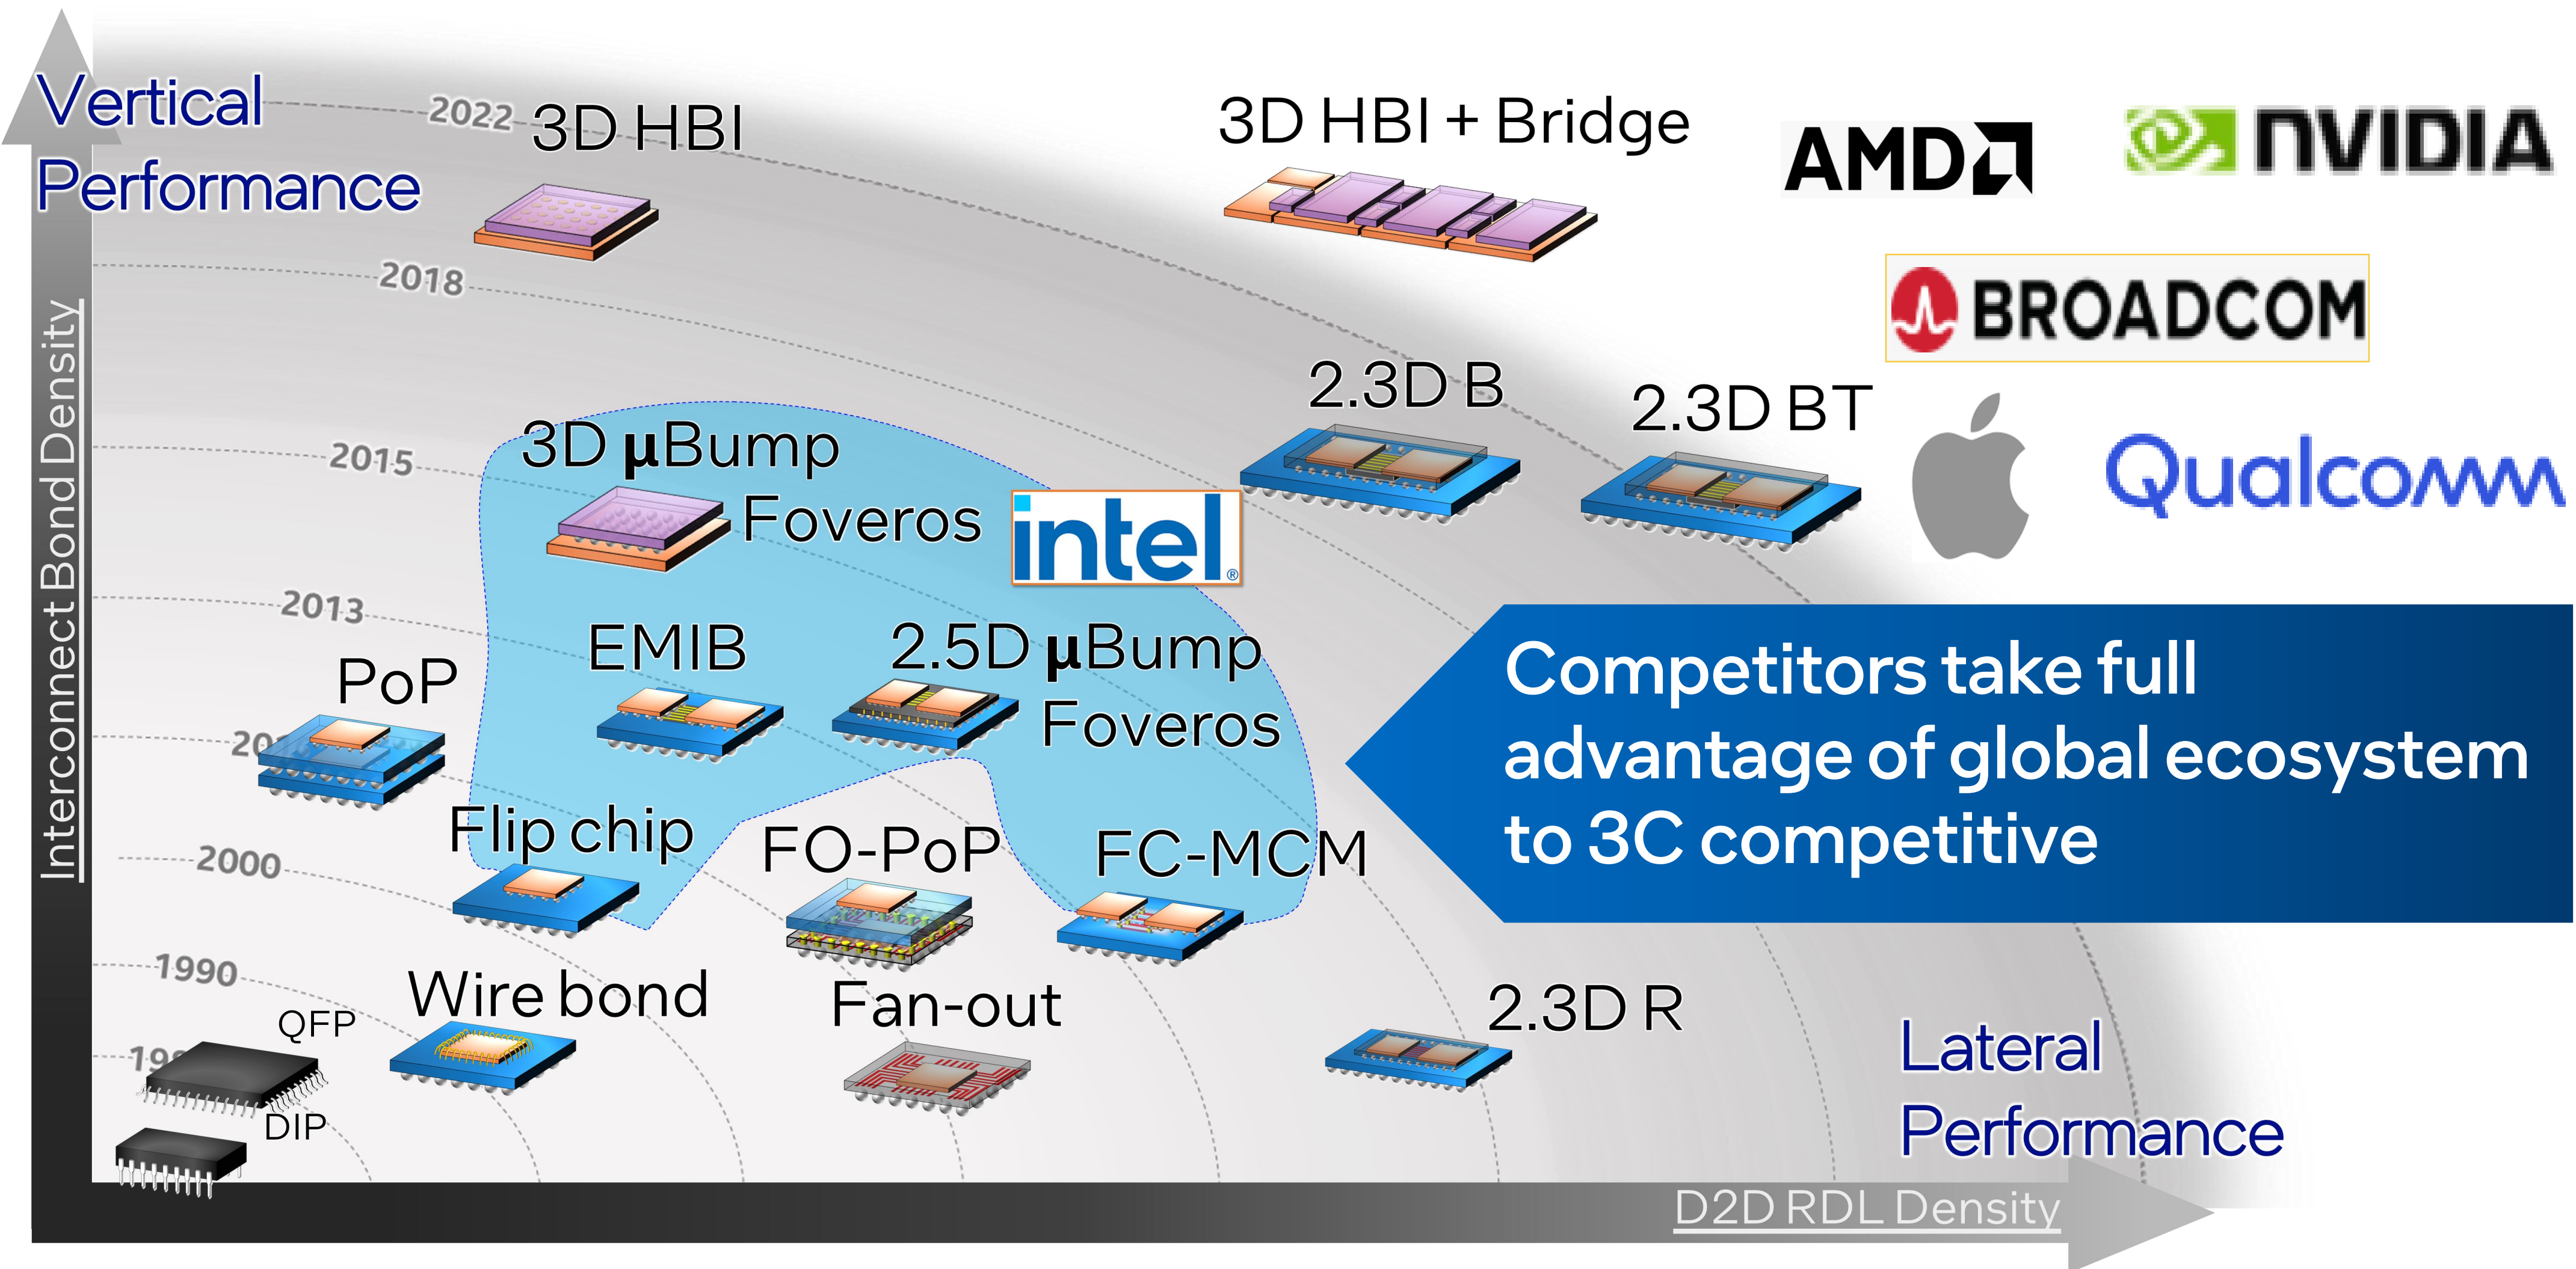 Vertical
Performance
2022
3D HBI
3D HBI + Bridge
AMD
NVIDIA
2018
BROADCOM
Interconnect Bond Density
2.3D B
2.3D BT
Qualcomm
2015
3D µBump
Foveros
intel®
2013
EMIB
2.5D µBump
Foveros
PoP
Competitors take full
advantage of global ecosystem
to 3C competitive
Flip chip
FO-PoP
FC-MCM
2000
1990
Wire bond
Fan-out
2.3D R
QFP
DIP
Lateral
Performance
D2D RDL Density